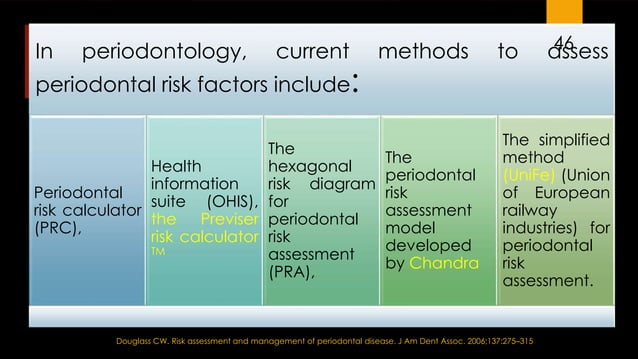 46
In periodontology, current methods to assess
periodontal risk factors include:
Periodontal
risk calculator
(PRC),
Health
information
suite (OHIS),
the Previser
risk calculator
TM
The
hexagonal
risk diagram
for
periodontal
risk
assessment
(PRA),
The
periodontal
risk
assessment
model
developed
by Chandra
The simplified
method
(UniFe) (Union
of European
railway
industries) for
periodontal
risk
assessment.
Douglass CW. Risk assessment and management of periodontal disease. J Am Dent Assoc. 2006;137:275–315